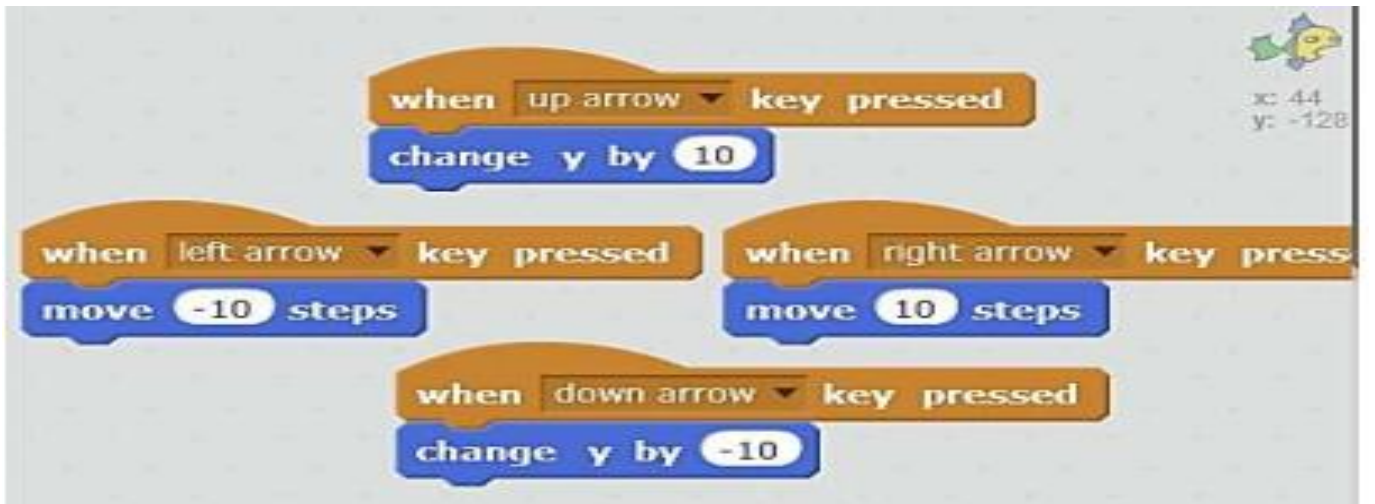 when up arrow key pressed
change y by 10
x: 44
y: -128
when left arrow key pressed
move -10 steps
when right arrow key press
move 10 steps
when down arrow key pressed
change y by -10